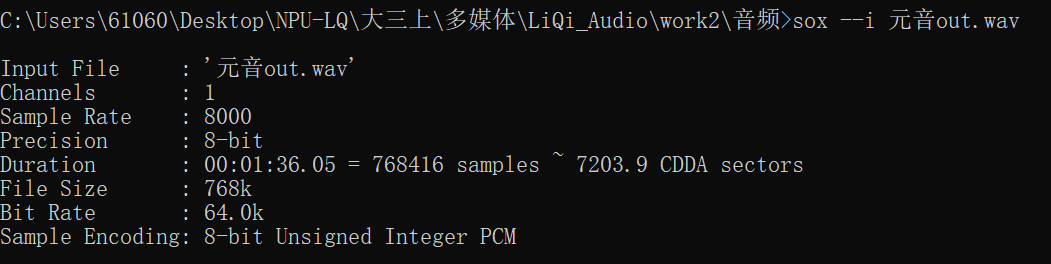 C:\Users\61060\Desktop\NPU-LQ\大三上\多媒体\LiQi_Audio\work2\音频>sox --i 元音out.wav
Input File     : '元音out.wav'
Channels       : 1
Sample Rate    : 8000
Precision      : 8-bit
Duration       : 00:01:36.05 = 768416 samples ~ 7203.9 CDDA sectors
File Size      : 768k
Bit Rate       : 64.0k
Sample Encoding: 8-bit Unsigned Integer PCM